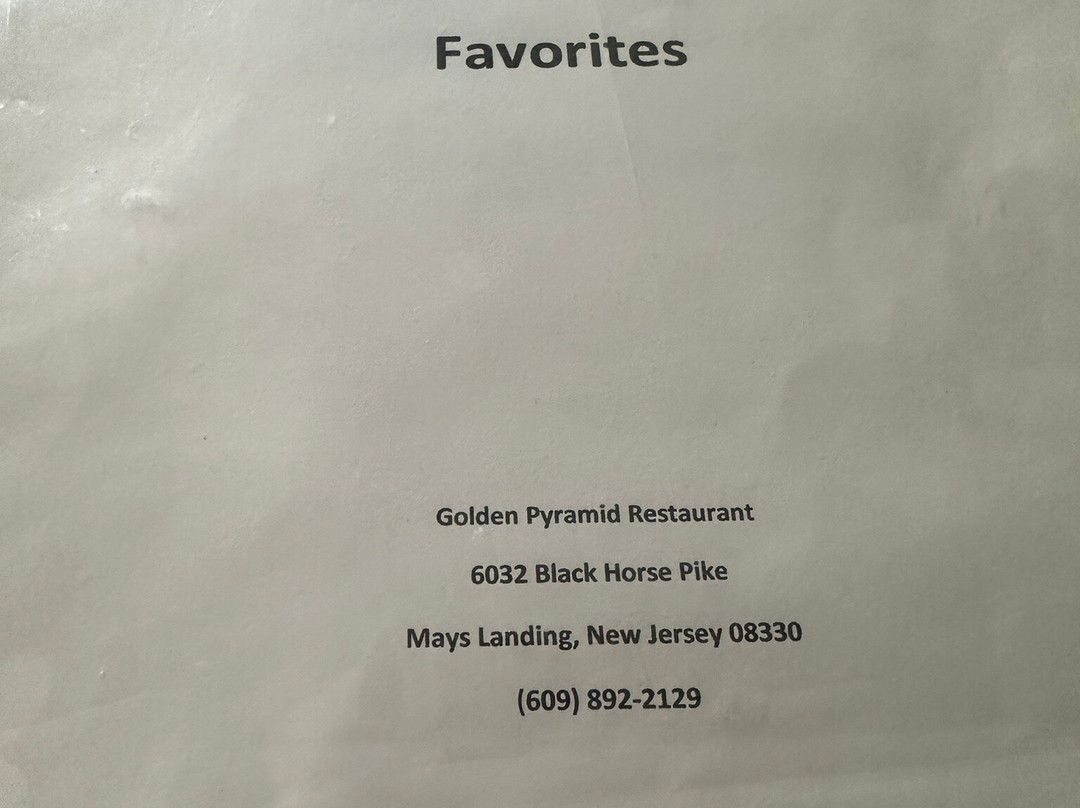 Favorites
Golden Pyramid Restaurant
6032 Black Horse Pike
Mays Landing, New Jersey 08330
(609) 892-2129